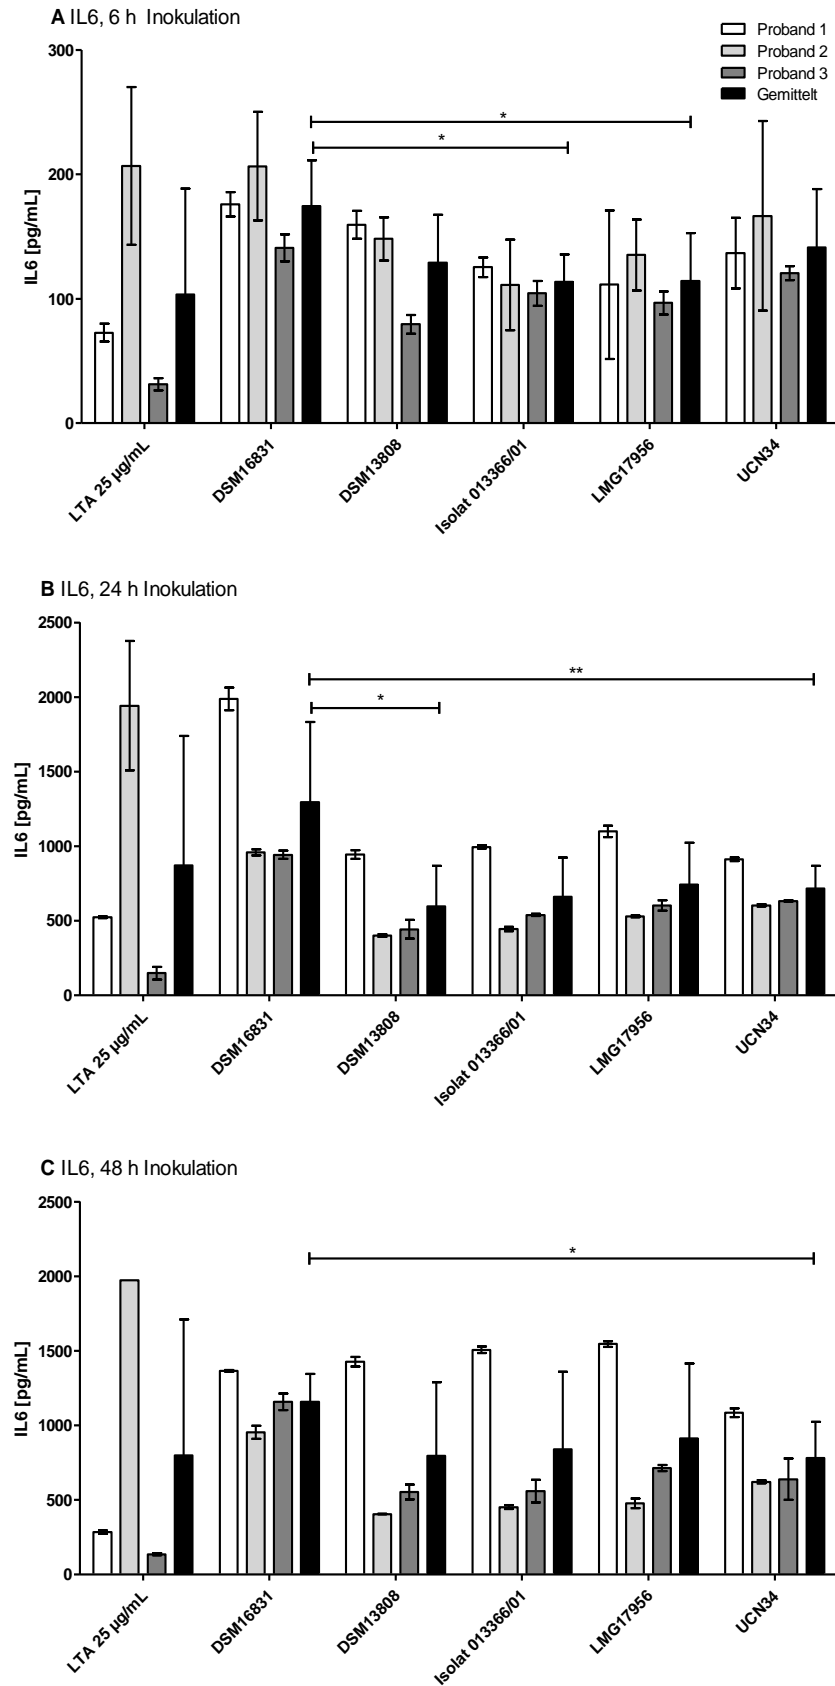 A IL6, 6 h Inokulation
Proband 1
Proband 2
Proband 3
Gemittelt
300
200
100
0
IL6 [pg/mL]
*
*
LTA 25 µg/mL
DSM16831
DSM13808
Isolat 013366/01
LMG17956
UCN34
B IL6, 24 h Inokulation
2500
2000
1500
1000
500
0
IL6 [pg/mL]
**
*
LTA 25 µg/mL
DSM16831
DSM13808
Isolat 013366/01
LMG17956
UCN34
C IL6, 48 h Inokulation
2500
2000
1500
1000
500
0
IL6 [pg/mL]
*
LTA 25 µg/mL
DSM16831
DSM13808
Isolat 013366/01
LMG17956
UCN34